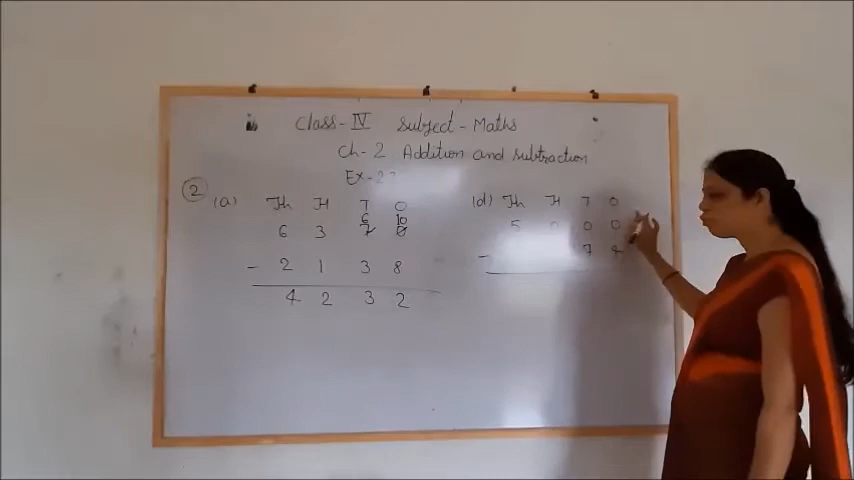 Class-IV Subject-Maths
Ch-2 Addition and subtraction
Ex-2
2 (a) Th H T O
6 10
6 3 7 0
- 2 1 3 8
4 2 3 2
(d) Th H T O
5 0 0 0
- 7 4